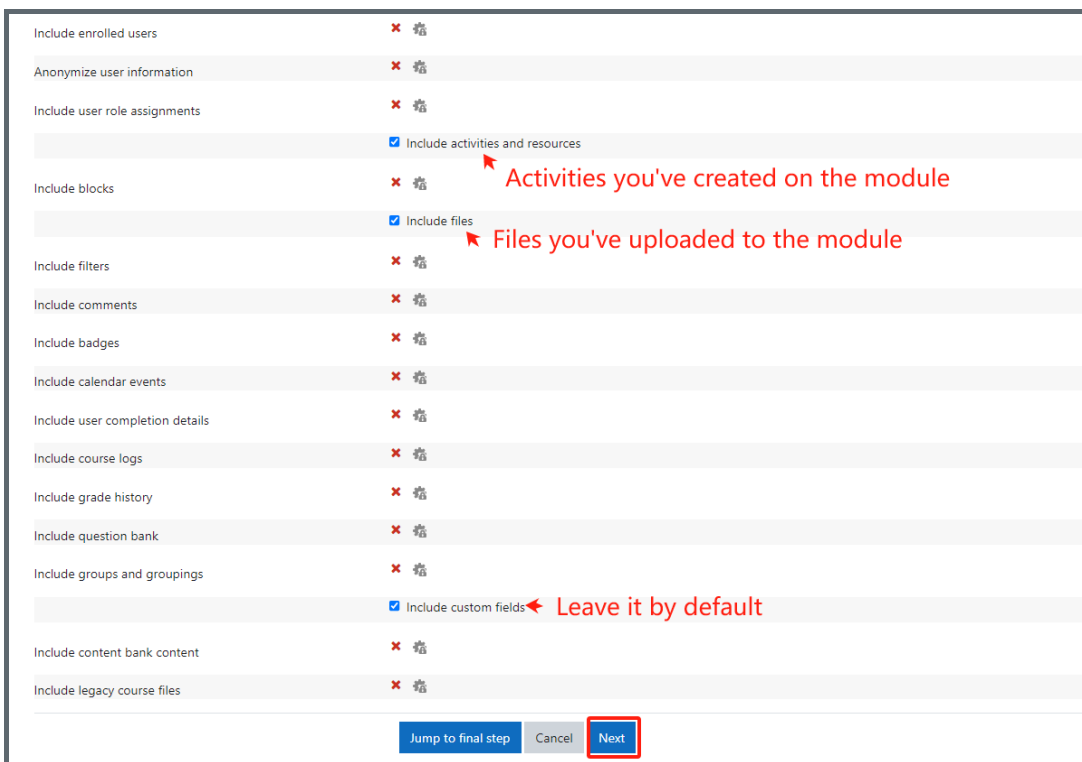 Include enrolled users
Anonymize user information
Include user role assignments
Include activities and resources
Activities you've created on the module
Include blocks
Include files
Files you've uploaded to the module
Include filters
Include comments
Include badges
Include calendar events
Include user completion details
Include course logs
Include grade history
Include question bank
Include groups and groupings
Include custom fields Leave it by default
Include content bank content
Include legacy course files
Jump to final step Cancel Next